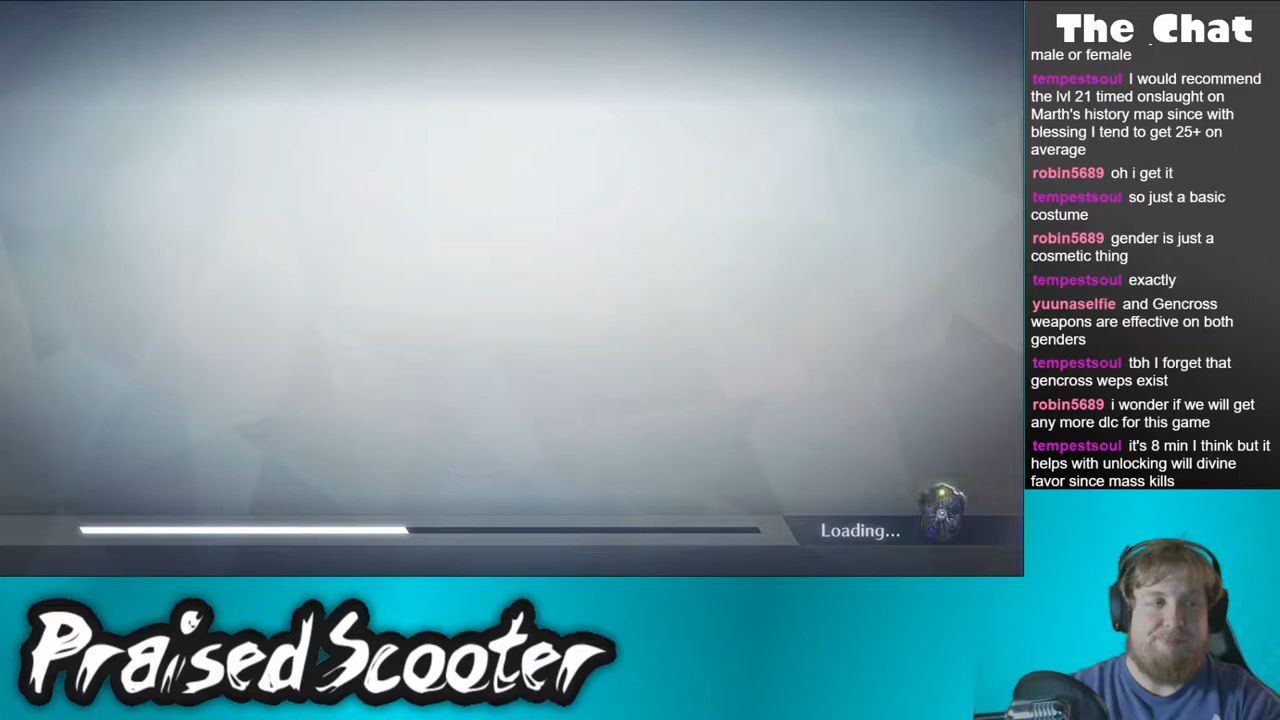 The Chat
male or female
tempestsoul I would recommend
the lvl 21 timed onslaught on
Marth's history map since with
blessing I tend to get 25+ on
average
robin5689 oh i get it
tempestsoul so just a basic
costume
robin5689 gender is just a
cosmetic thing
tempestsoul exactly
yuunaselfie and Gencross
weapons are effective on both
genders
tempestsoul tbh I forget that
gencross weps exist
robin5689 i wonder if we will get
any more dlc for this game
tempestsoul it's 8 min I think but it
helps with unlocking will divine
favor since mass kills
Loading...
PraisedScooter